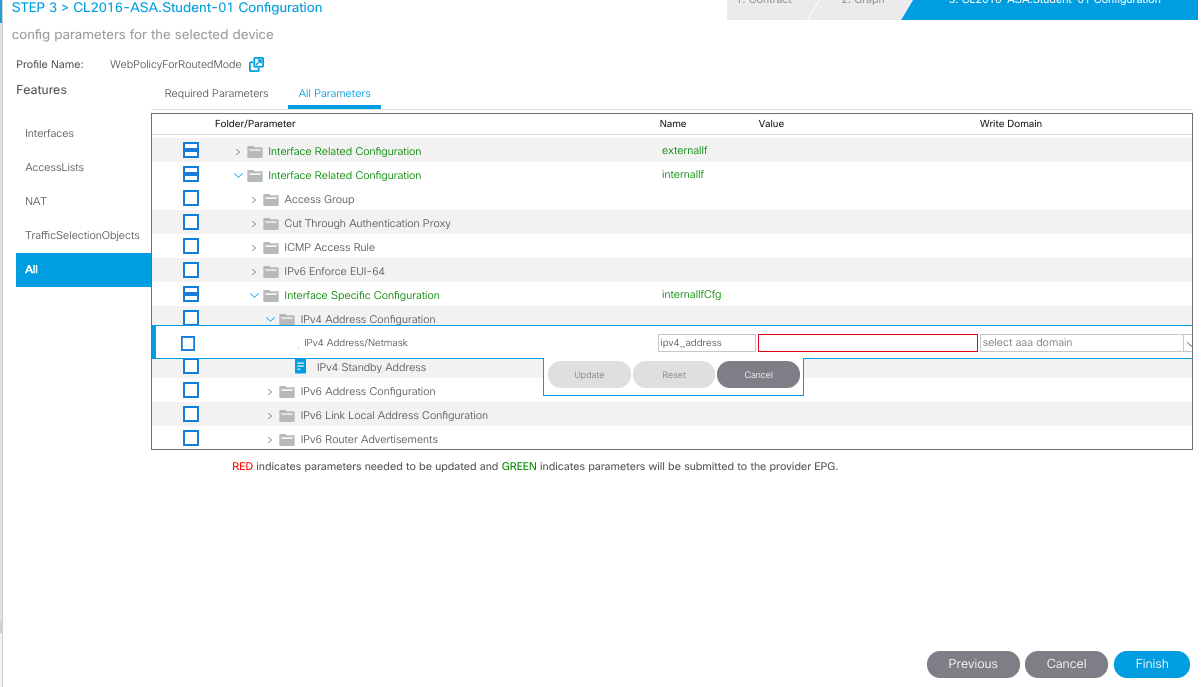 1. Contract 2. Graph 3. CL2016-ASA.Student-01 Configuration
STEP 3 > CL2016-ASA.Student-01 Configuration
config parameters for the selected device
Profile Name: WebPolicyForRoutedMode
Features
Required Parameters All Parameters
Folder/Parameter Name Value Write Domain
Interfaces
AccessLists
NAT
TrafficSelectionObjects
All
Interface Related Configuration externalIf
Interface Related Configuration internalIf
Access Group
Cut Through Authentication Proxy
ICMP Access Rule
IPv6 Enforce EUI-64
Interface Specific Configuration internalIfCfg
IPv4 Address Configuration
IPv4 Address/Netmask ipv4_address select aaa domain
IPv4 Standby Address
Update Reset Cancel
IPv6 Address Configuration
IPv6 Link Local Address Configuration
IPv6 Router Advertisements
RED indicates parameters needed to be updated and GREEN indicates parameters will be submitted to the provider EPG.
Previous Cancel Finish